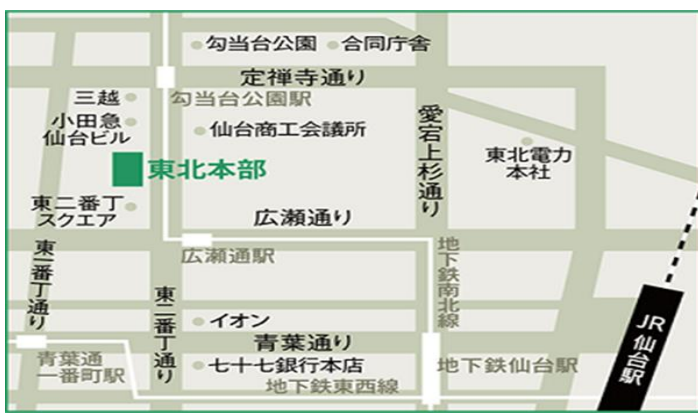 勾当台公園
合同庁舎
定禅寺通り
三越
勾当台公園駅
小田急
仙台ビル
仙台商工会議所
愛宕上杉通り
東北電力
本社
東北本部
東二番丁
スクエア
広瀬通り
広瀬通駅
地下鉄南北線
東一番丁通り
東二番丁通り
イオン
青葉通り
JR仙台駅
青葉通
一番町駅
七十七銀行本店
地下鉄仙台駅
地下鉄東西線